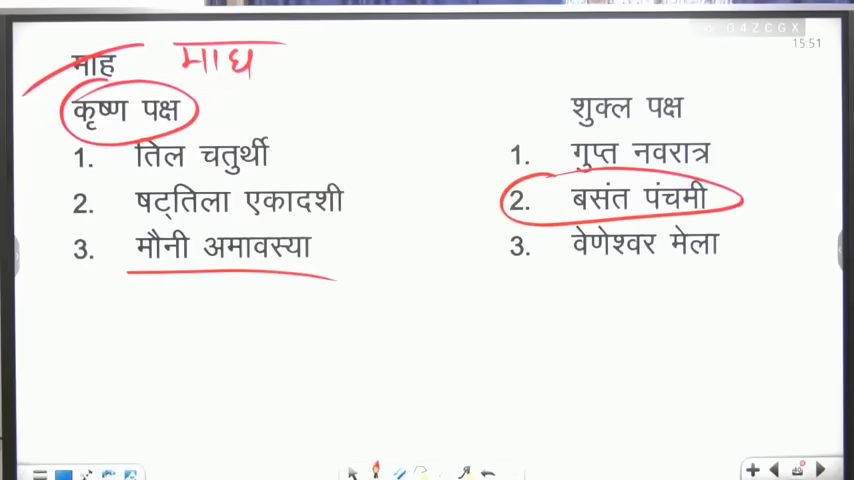 G4ZCGX
15:51
माह माघ
कृष्ण पक्ष
1. तिल चतुर्थी
2. षट्तिला एकादशी
3. मौनी अमावस्या
शुक्ल पक्ष
1. गुप्त नवरात्र
2. बसंत पंचमी
3. वेणेश्वर मेला